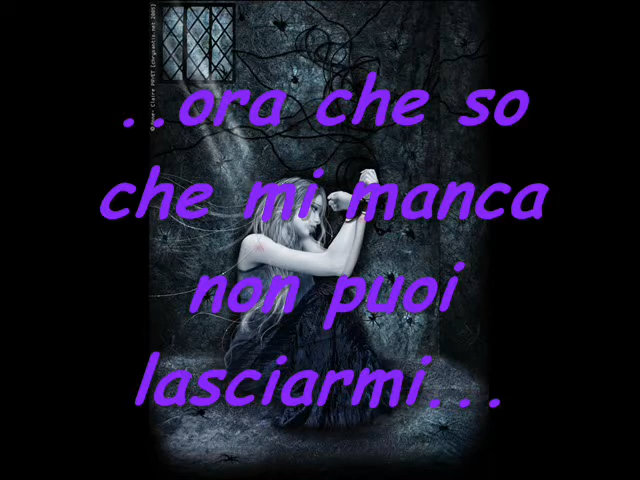 ..ora che so
che mi manca
non puoi
lasciarmi...